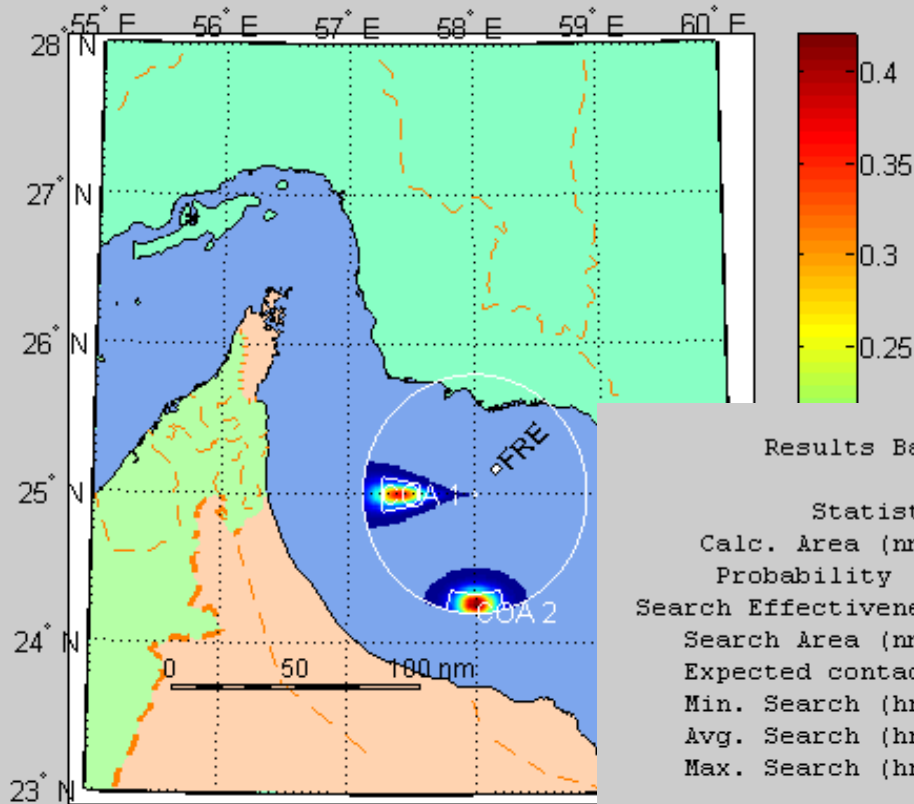 55° E 56° E 57° E 58° E 59° E 60° E
28° N
27° N
26° N
25° N
24° N
23° N
0.4
0.35
0.3
0.25
FRE
COA 2
0 50 100 nm
Results Ba
Statist
Calc. Area (nm
Probability
Search Effectivene
Search Area (nm
Expected contac
Min. Search (hr
Avg. Search (hr
Max. Search (hr